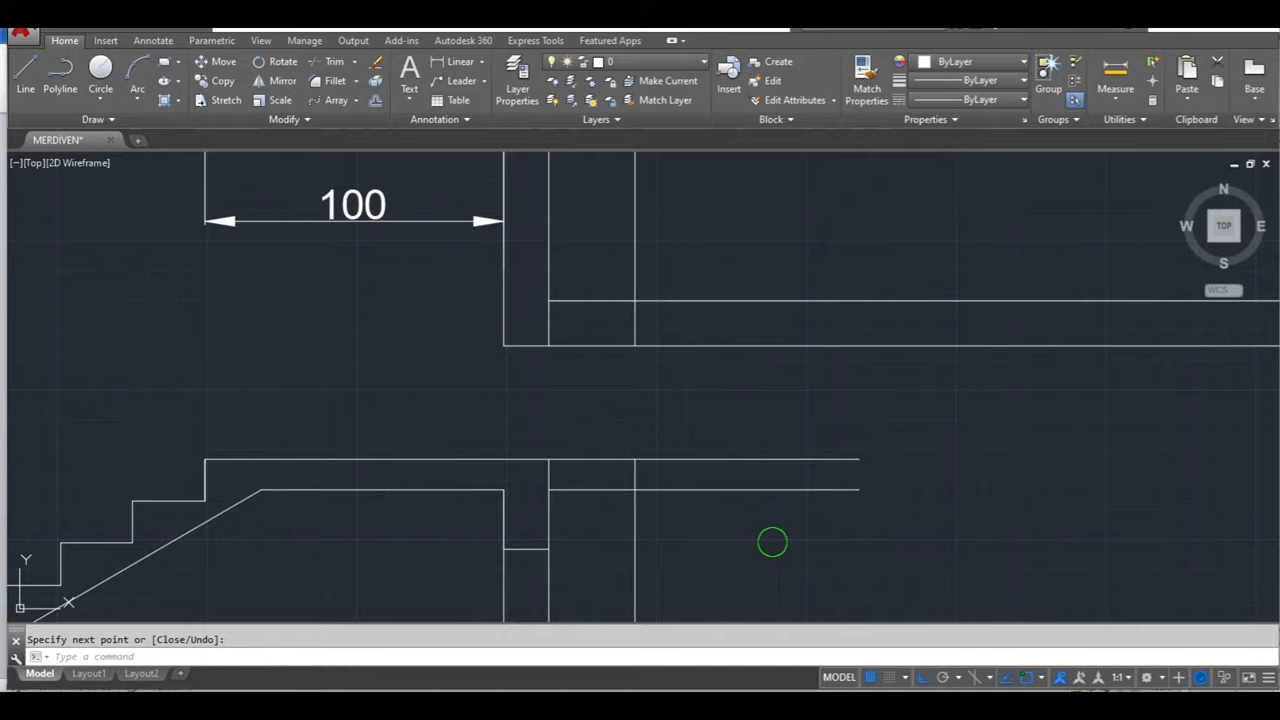 Home Insert Annotate Parametric View Manage Output Add-ins Autodesk 360 Express Tools Featured Apps
Line Polyline Circle Arc
Move Rotate Trim
Copy Mirror Fillet
Stretch Scale Array
Text Linear
Leader
Table
Layer Properties
0
Make Current
Match Layer
Insert Create
Edit
Edit Attributes
Match Properties
ByLayer
ByLayer
ByLayer
Group Measure Paste Base
Draw Modify Annotation Layers Block Properties Groups Utilities Clipboard View
MERDIVEN*
[−][Top][2D Wireframe]
N
W TOP E
S
WCS
100
Y
X
Specify next point or [Close/Undo]:
Type a command
Model Layout1 Layout2 MODEL 1:1